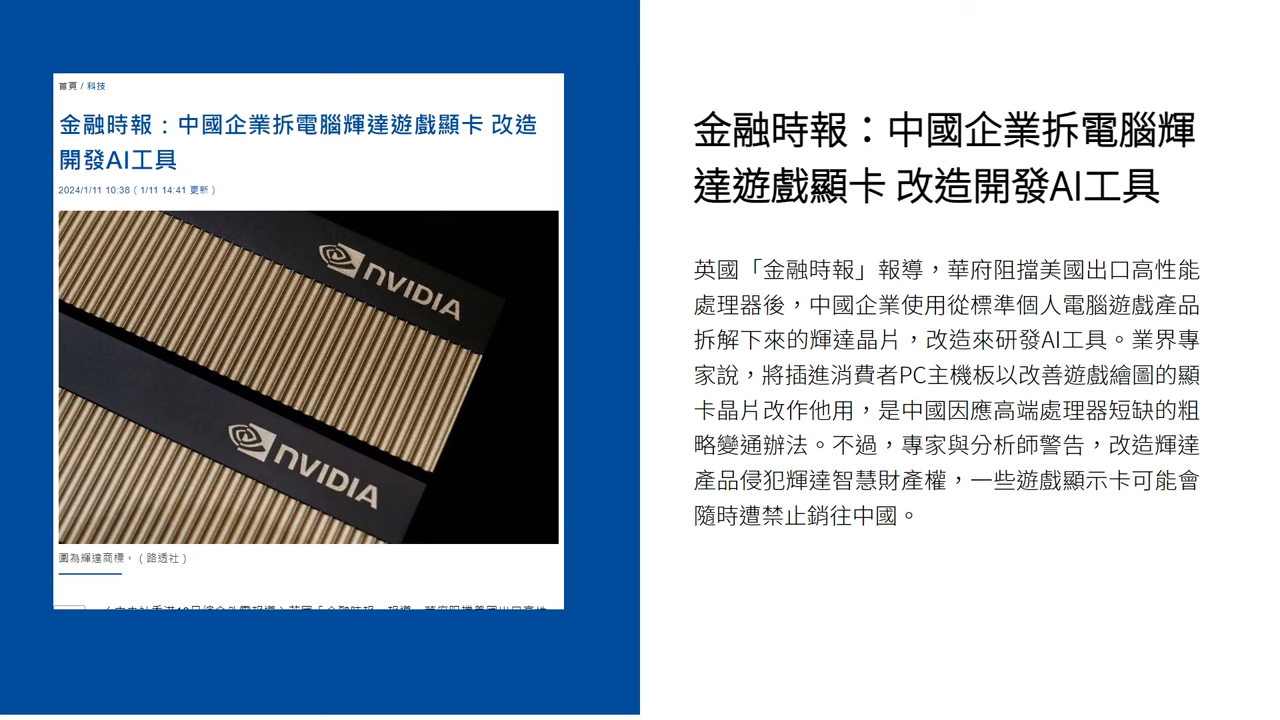 首頁 / 科技
金融時報：中國企業拆電腦輝達遊戲顯卡 改造
開發AI工具
2024/1/11 10:38（1/11 14:41 更新）
NVIDIA
NVIDIA
圖為輝達商標。（路透社）
金融時報：中國企業拆電腦輝
達遊戲顯卡 改造開發AI工具
英國「金融時報」報導，華府阻擋美國出口高性能
處理器後，中國企業使用從標準個人電腦遊戲產品
拆解下來的輝達晶片，改造來研發AI工具。業界專
家說，將插進消費者PC主機板以改善遊戲繪圖的顯
卡晶片改作他用，是中國因應高端處理器短缺的粗
略變通辦法。不過，專家與分析師警告，改造輝達
產品侵犯輝達智慧財產權，一些遊戲顯示卡可能會
隨時遭禁止銷往中國。